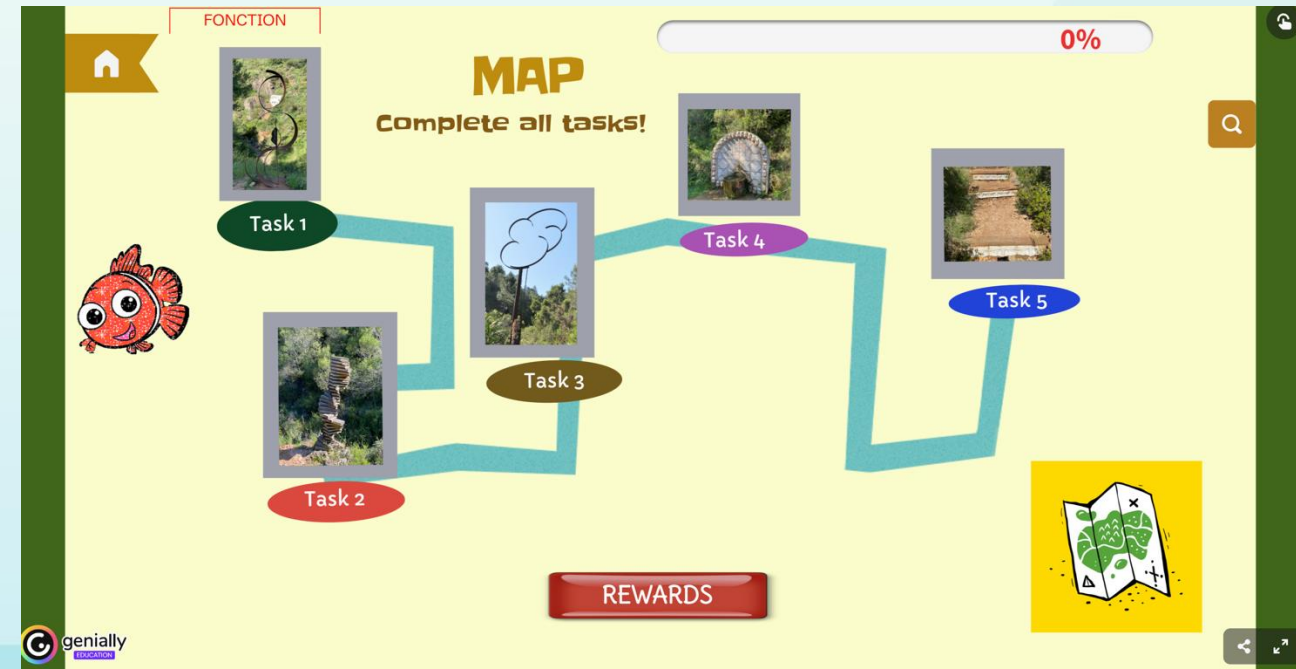 FONCTION
0%
MAP
Complete all tasks!
Task 1
Task 4
Task 5
Task 3
Task 2
REWARDS
genially
EDUCATION